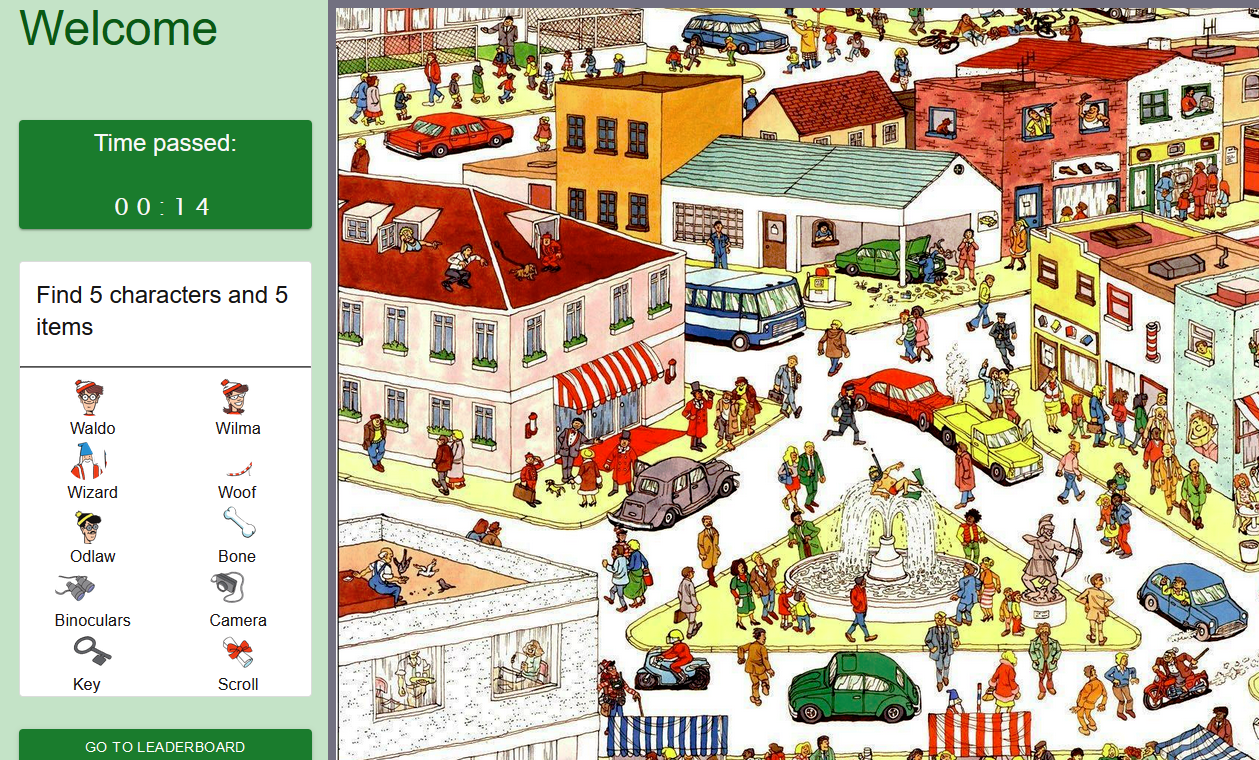 Welcome
Time passed:
00:14
Find 5 characters and 5
items
Waldo
Wilma
Wizard
Woof
Odlaw
Bone
Binoculars
Camera
Key
Scroll
GO TO LEADERBOARD